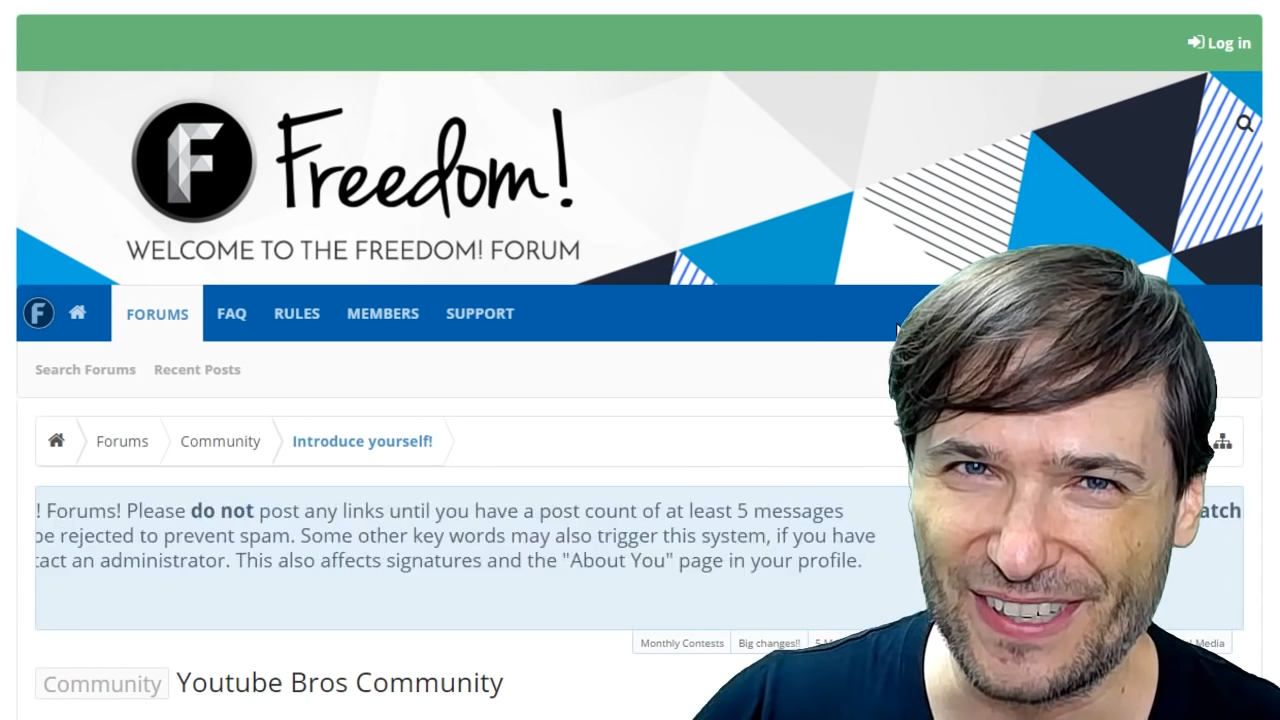 Log in
F Freedom!
WELCOME TO THE FREEDOM! FORUM
F FORUMS FAQ RULES MEMBERS SUPPORT
Search Forums Recent Posts
Forums Community Introduce yourself!
! Forums! Please do not post any links until you have a post count of at least 5 messages atch
be rejected to prevent spam. Some other key words may also trigger this system, if you have
tact an administrator. This also affects signatures and the "About You" page in your profile.
Monthly Contests Big changes!! Media
Community Youtube Bros Community